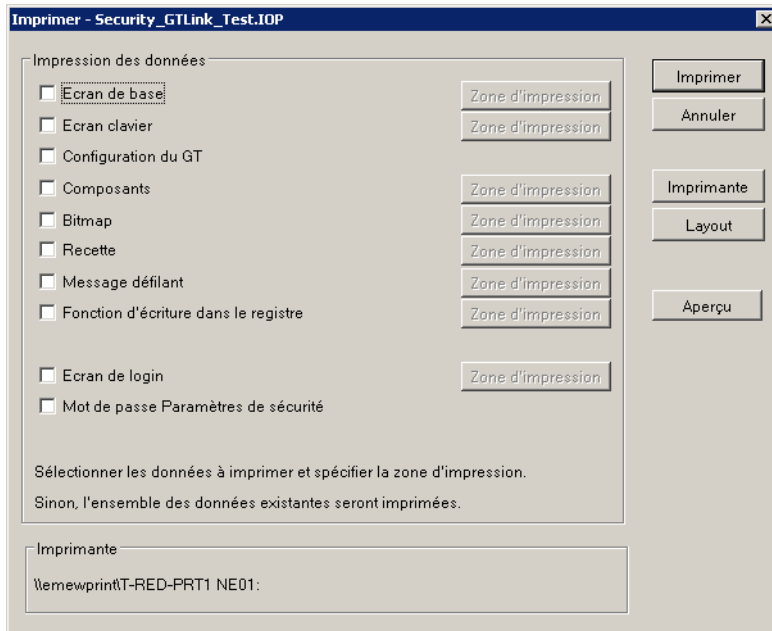 Imprimer - Security_GTLink_Test.IOP
Impression des données
Ecran de base Zone d'impression
Ecran clavier Zone d'impression
Configuration du GT
Composants Zone d'impression
Bitmap Zone d'impression
Recette Zone d'impression
Message défilant Zone d'impression
Fonction d'écriture dans le registre Zone d'impression
Ecran de login Zone d'impression
Mot de passe Paramètres de sécurité
Sélectionner les données à imprimer et spécifier la zone d'impression.
Sinon, l'ensemble des données existantes seront imprimées.
Imprimante
\\emewprint\T-RED-PRT1 NE01:
Imprimer
Annuler
Imprimante
Layout
Aperçu